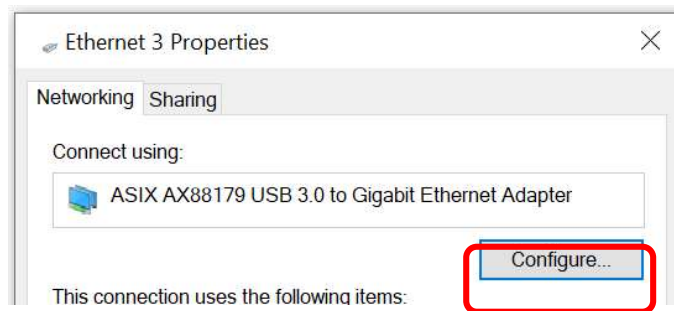 Ethernet 3 Properties
Networking Sharing
Connect using:
ASIX AX88179 USB 3.0 to Gigabit Ethernet Adapter
Configure...
This connection uses the following items: